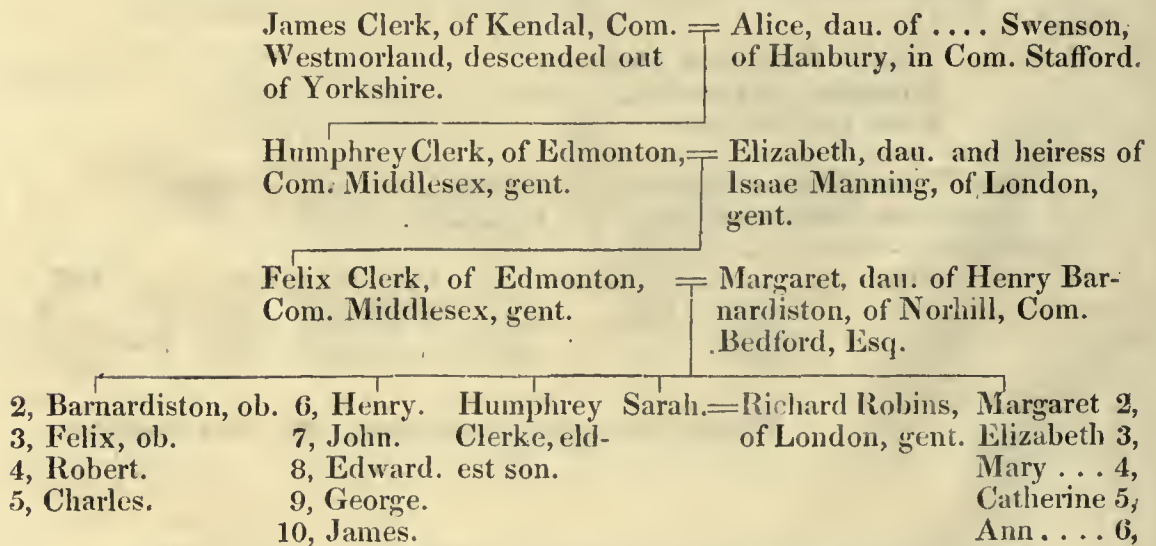 James Clerk, of Kendal, Com. = Alice, dau. of .... Swenson,
Westmorland, descended out of Hanbury, in Com. Stafford.
of Yorkshire.
Humphrey Clerk, of Edmonton, = Elizabeth, dau. and heiress of
Com. Middlesex, gent. Isaac Manning, of London,
gent.
Felix Clerk, of Edmonton, = Margaret, dau. of Henry Bar-
Com. Middlesex, gent. nardiston, of Norhill, Com.
Bedford, Esq.
2, Barnardiston, ob. 6, Henry. Humphrey Sarah. = Richard Robins, Margaret 2,
3, Felix, ob. 7, John. Clerke, eld- of London, gent. Elizabeth 3,
4, Robert. 8, Edward. est son. Mary ... 4,
5, Charles. 9, George. Catherine 5,
10, James. Ann .... 6,